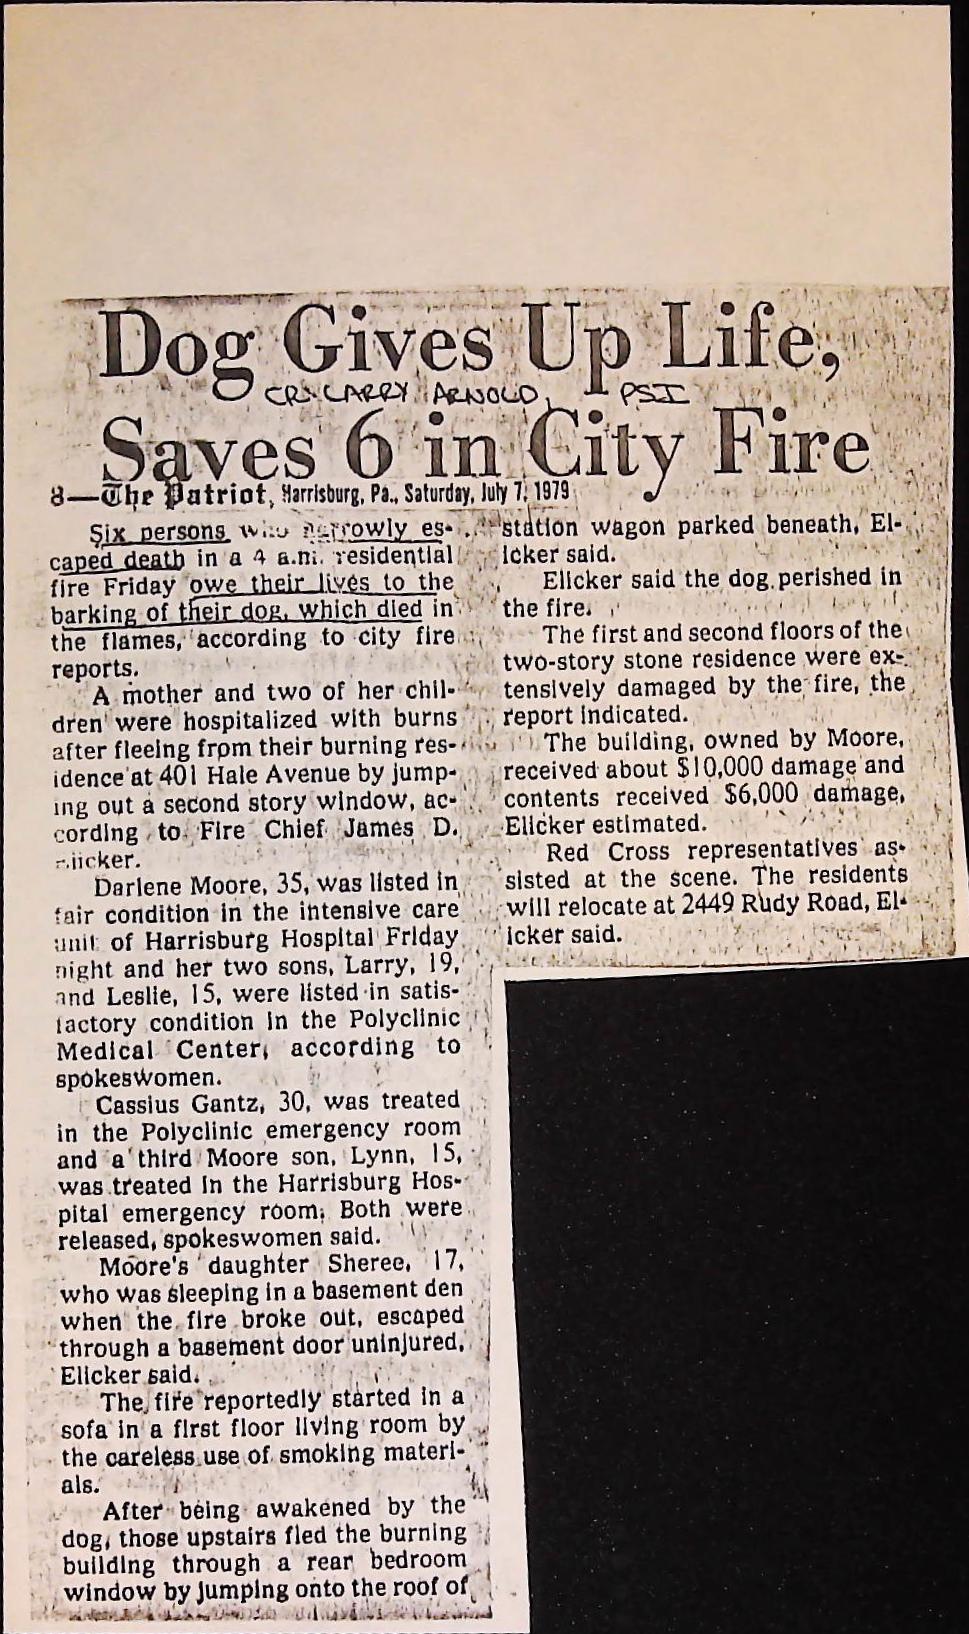 Dog Gives Up Life,
CR: LARRY ARNOLD, PSI
Saves 6 in City Fire
8—The Patriot, Harrisburg, Pa., Saturday, July 7, 1979
Six persons who narrowly es-
caped death in a 4 a.m. residential
fire Friday owe their lives to the
barking of their dog, which died in
the flames, according to city fire
reports.
A mother and two of her chil-
dren were hospitalized with burns
after fleeing from their burning res-
idence at 401 Hale Avenue by jump-
ing out a second story window, ac-
cording to Fire Chief James D.
Elicker.
Darlene Moore, 35, was listed in
fair condition in the intensive care
unit of Harrisburg Hospital Friday
night and her two sons, Larry, 19,
and Leslie, 15, were listed in satis-
factory condition in the Polyclinic
Medical Center, according to
spokeswomen.
Cassius Gantz, 30, was treated
in the Polyclinic emergency room
and a third Moore son, Lynn, 15,
was treated in the Harrisburg Hos-
pital emergency room. Both were
released, spokeswomen said.
Moore's daughter Sheree, 17,
who was sleeping in a basement den
when the fire broke out, escaped
through a basement door uninjured,
Elicker said.
The fire reportedly started in a
sofa in a first floor living room by
the careless use of smoking materi-
als.
After being awakened by the
dog, those upstairs fled the burning
building through a rear bedroom
window by jumping onto the roof of
station wagon parked beneath, El-
icker said.
Elicker said the dog perished in
the fire.
The first and second floors of the
two-story stone residence were ex-
tensively damaged by the fire, the
report indicated.
The building, owned by Moore,
received about $10,000 damage and
contents received $6,000 damage,
Elicker estimated.
Red Cross representatives as-
sisted at the scene. The residents
will relocate at 2449 Rudy Road, El-
icker said.